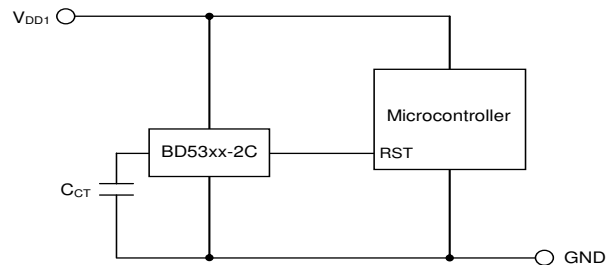 VDD1
Microcontroller
BD53xx-2C
RST
CCT
GND